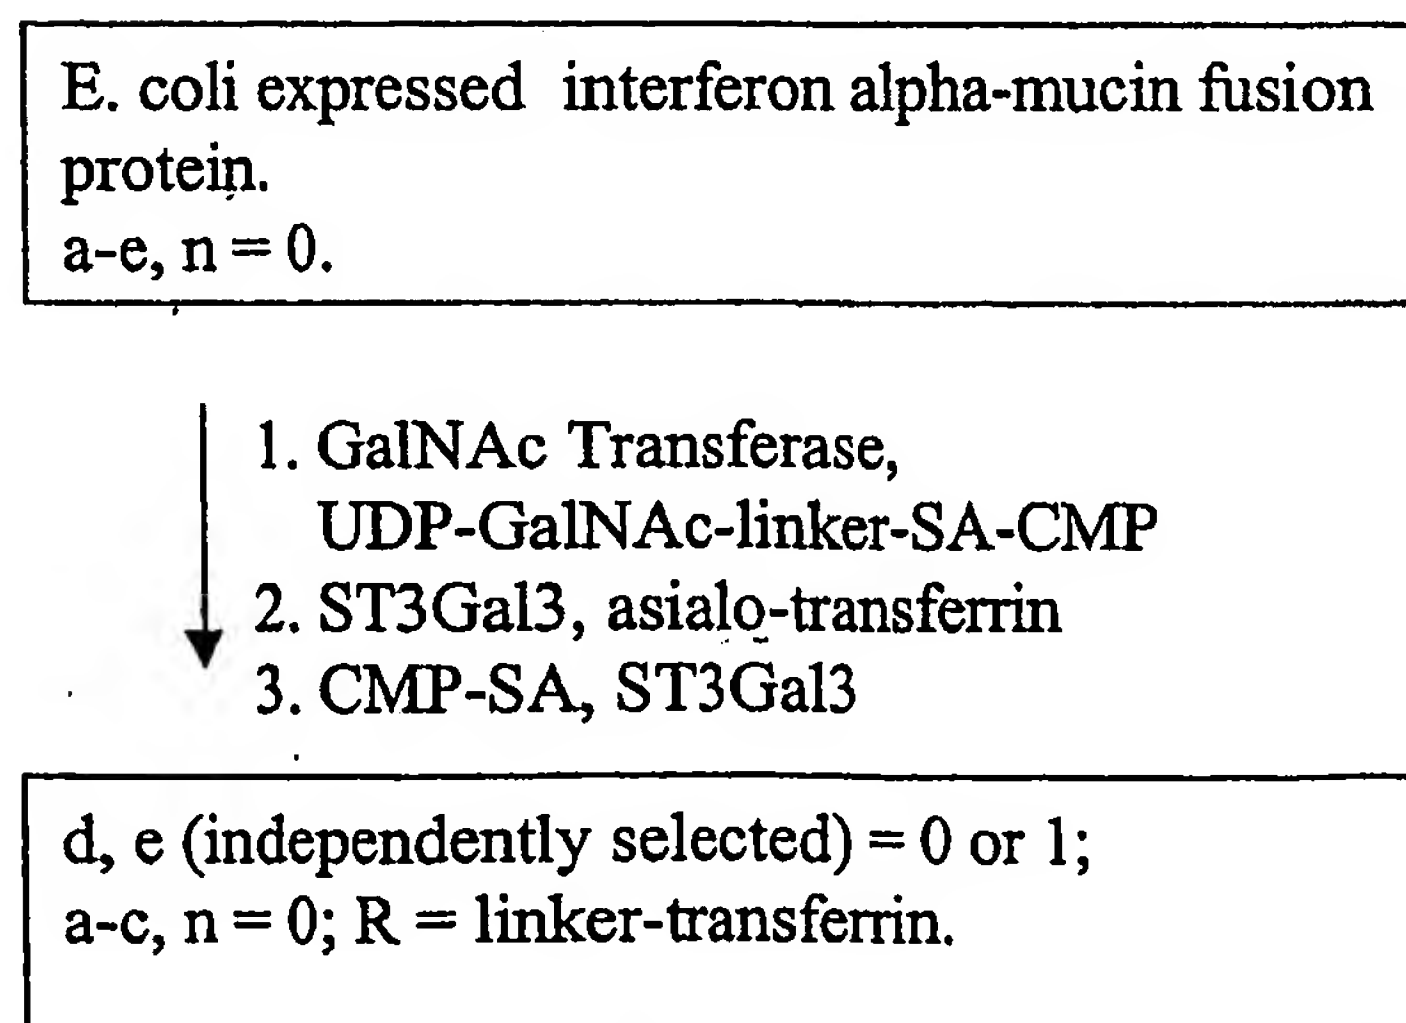 E. coli expressed interferon alpha-mucin fusion
protein.
a-e, n = 0.
1. GalNAc Transferase,
UDP-GalNAc-linker-SA-CMP
2. ST3Gal3, asialo-transferrin
3. CMP-SA, ST3Gal3
d, e (independently selected) = 0 or 1;
a-c, n = 0; R = linker-transferrin.